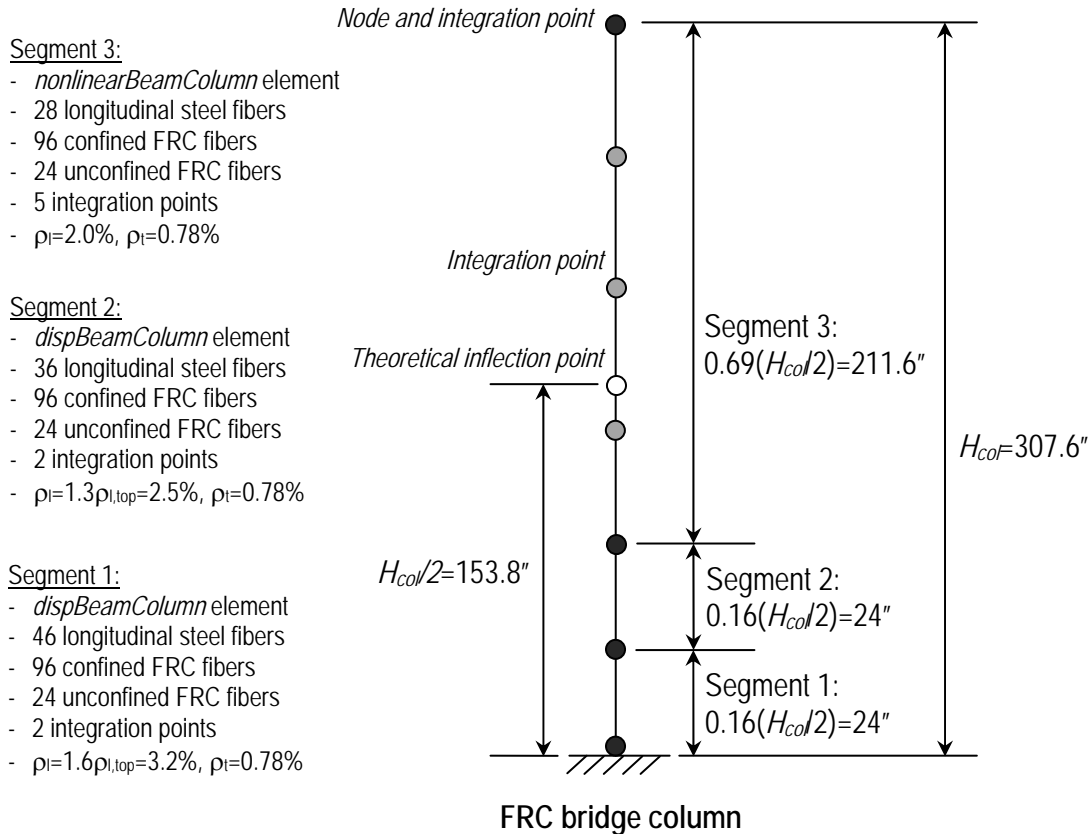 Node and integration point
Segment 3:
- nonlinearBeamColumn element
- 28 longitudinal steel fibers
- 96 confined FRC fibers
- 24 unconfined FRC fibers
- 5 integration points
- ρl=2.0%, ρt=0.78%
Integration point
Segment 2:
- dispBeamColumn element
- 36 longitudinal steel fibers
- 96 confined FRC fibers
- 24 unconfined FRC fibers
- 2 integration points
- ρl=1.3ρl,top=2.5%, ρt=0.78%
Theoretical inflection point
Segment 3:
0.69(Hcol/2)=211.6″
Hcol=307.6″
Segment 1:
- dispBeamColumn element
- 46 longitudinal steel fibers
- 96 confined FRC fibers
- 24 unconfined FRC fibers
- 2 integration points
- ρl=1.6ρl,top=3.2%, ρt=0.78%
Hcol/2=153.8″
Segment 2:
0.16(Hcol/2)=24″
Segment 1:
0.16(Hcol/2)=24″
FRC bridge column